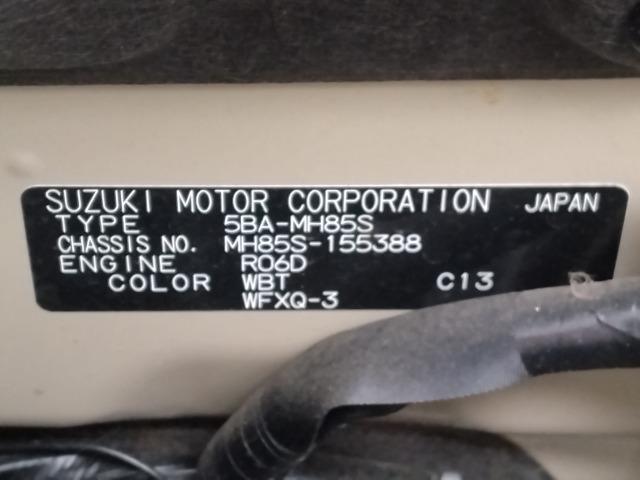 SUZUKI MOTOR CORPORATION JAPAN
TYPE 5BA-MH85S
CHASSIS NO. MH85S-155388
ENGINE R06D
COLOR WBT C13
WFXQ-3